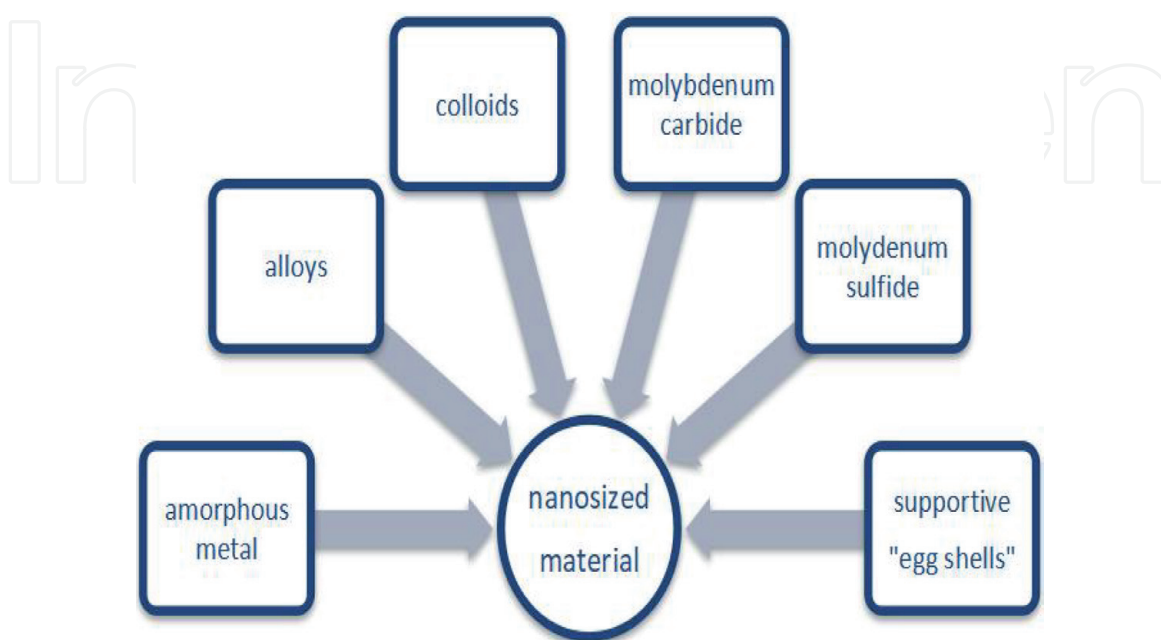 colloids
molybdenum
carbide
alloys
molydenum
sulfide
amorphous
metal
nanosized
material
supportive
"egg shells"